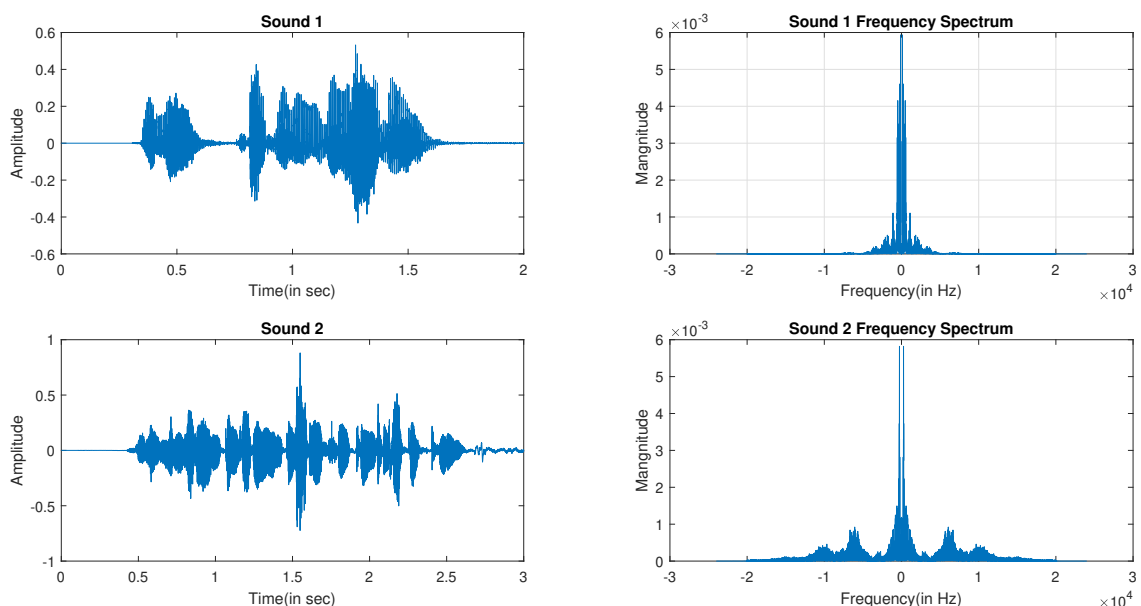 Sound 1
0.6
0.4
0.2
0
-0.2
-0.4
-0.6
Amplitude
0 0.5 1 1.5 2
Time(in sec)
Sound 1 Frequency Spectrum
×10⁻³
6
5
4
3
2
1
0
Mangnitude
-3 -2 -1 0 1 2 3
Frequency(in Hz)
×10⁴
Sound 2
1
0.5
0
-0.5
-1
Amplitude
0 0.5 1 1.5 2 2.5 3
Time(in sec)
Sound 2 Frequency Spectrum
×10⁻³
6
5
4
3
2
1
0
Mangnitude
-3 -2 -1 0 1 2 3
Frequency(in Hz)
×10⁴